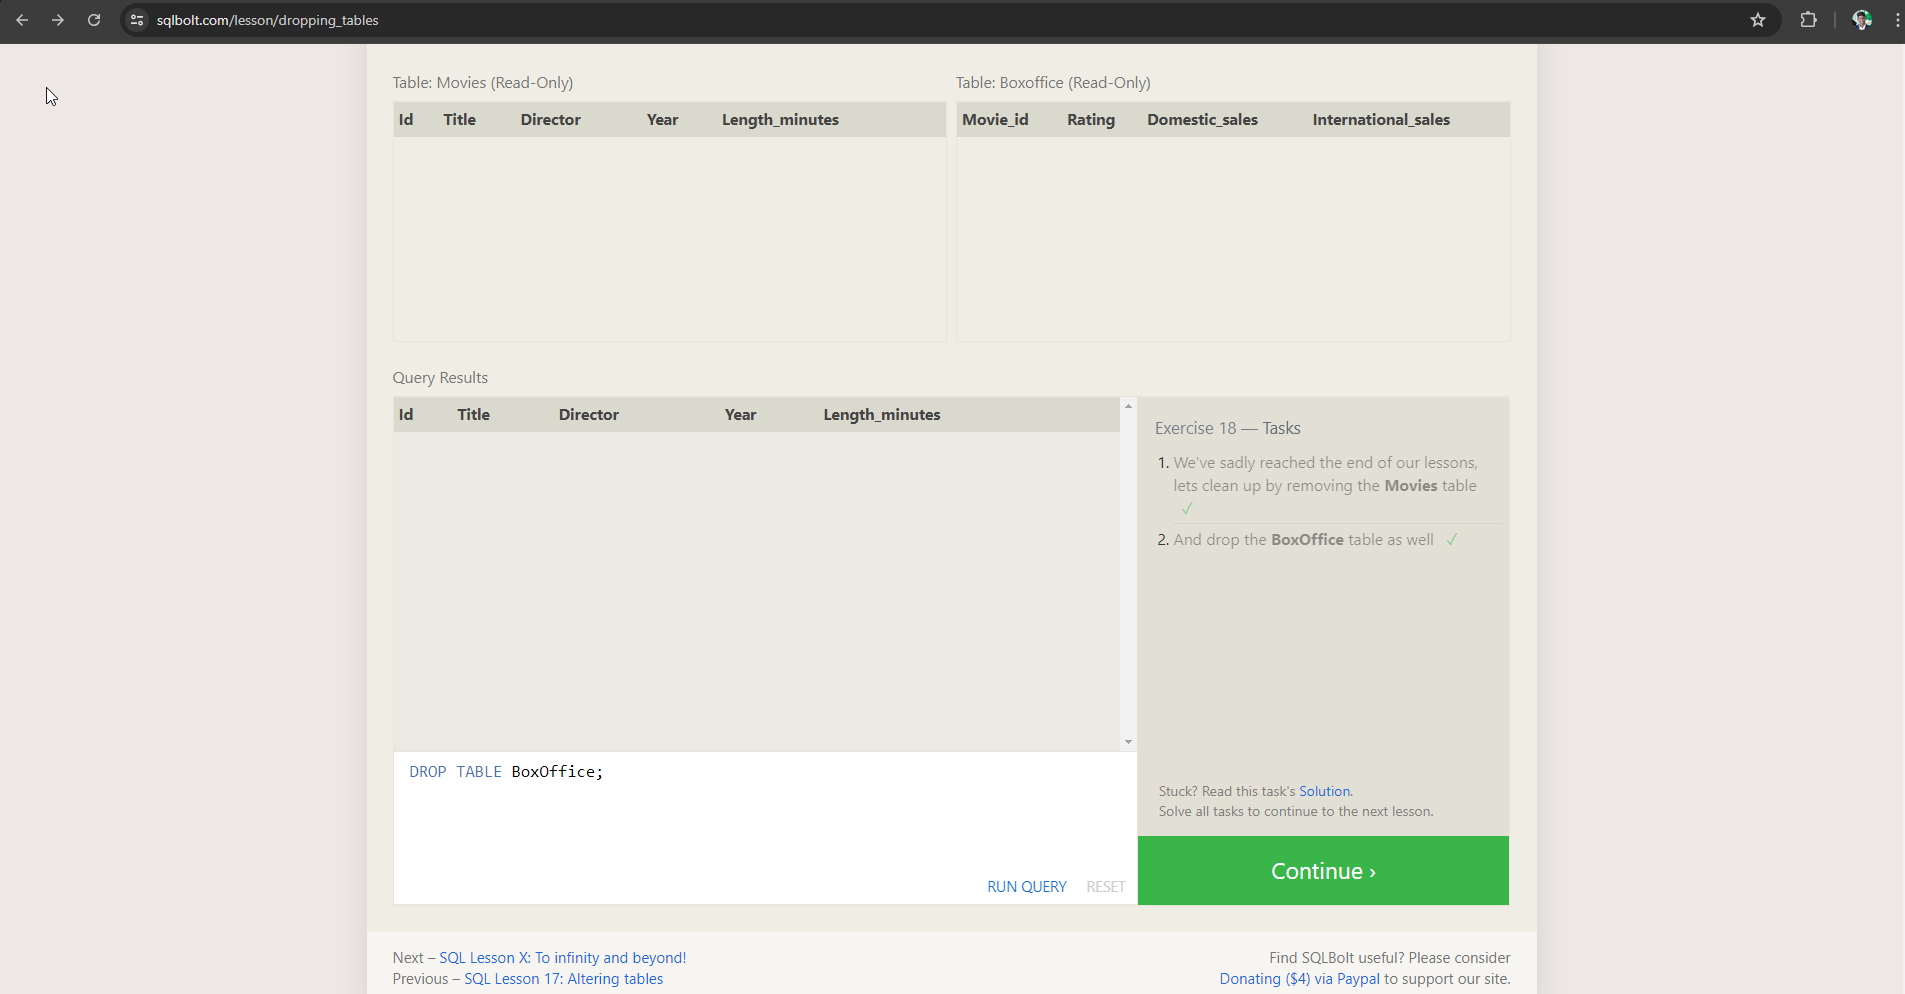 sqlbolt.com/lesson/dropping_tables
Table: Movies (Read-Only)
Id Title Director Year Length_minutes
Table: Boxoffice (Read-Only)
Movie_id Rating Domestic_sales International_sales
Query Results
Id Title Director Year Length_minutes
Exercise 18 — Tasks
1. We've sadly reached the end of our lessons,
lets clean up by removing the Movies table
✓
2. And drop the BoxOffice table as well ✓
Stuck? Read this task's Solution.
Solve all tasks to continue to the next lesson.
DROP TABLE BoxOffice;
RUN QUERY RESET
Continue ›
Next – SQL Lesson X: To infinity and beyond!
Previous – SQL Lesson 17: Altering tables
Find SQLBolt useful? Please consider
Donating ($4) via Paypal to support our site.